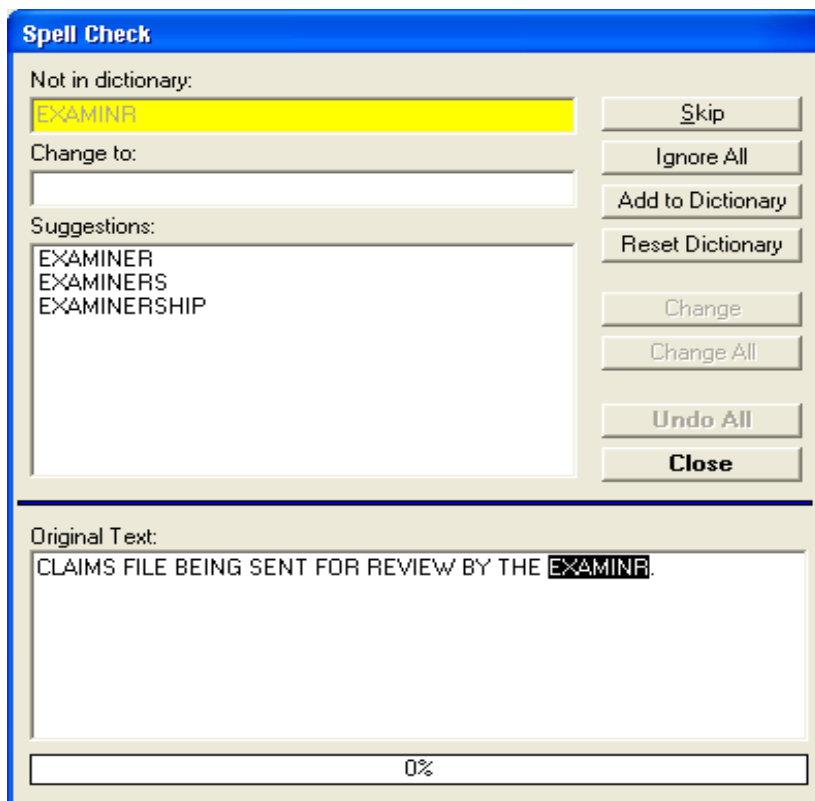 Spell Check
Not in dictionary:
EXAMINR
Skip
Change to:
Ignore All
Add to Dictionary
Suggestions:
Reset Dictionary
EXAMINER
EXAMINERS
EXAMINERSHIP
Change
Change All
Undo All
Close
Original Text:
CLAIMS FILE BEING SENT FOR REVIEW BY THE EXAMINR.
0%